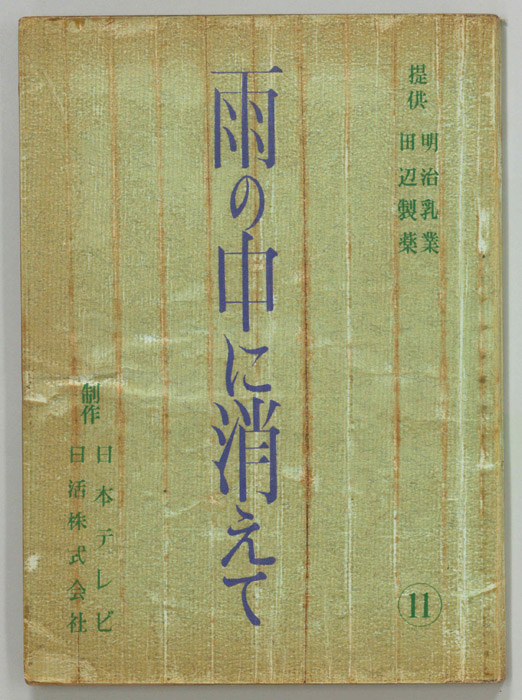 提供
明治乳業
田辺製薬
雨の中に消えて
制作
日本テレビ
日活株式会社
11